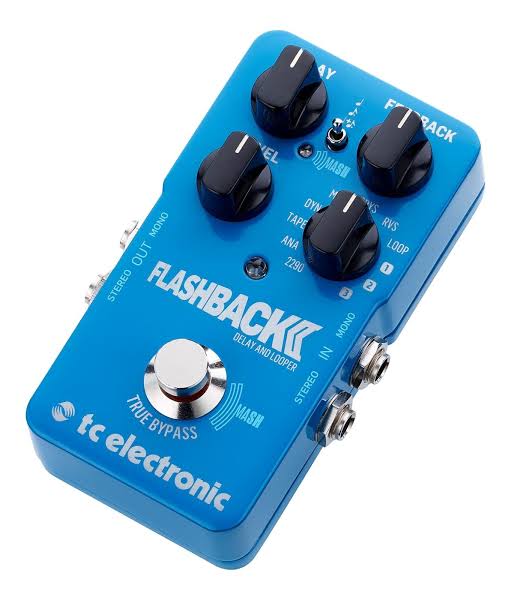 MASH
RVS
TAPE
ANA
LOOP
2290
1
2
3
STEREO OUT MONO
STEREO IN MONO
FLASHBACK II
DELAY AND LOOPER
MASH
TRUE BYPASS
tc electronic